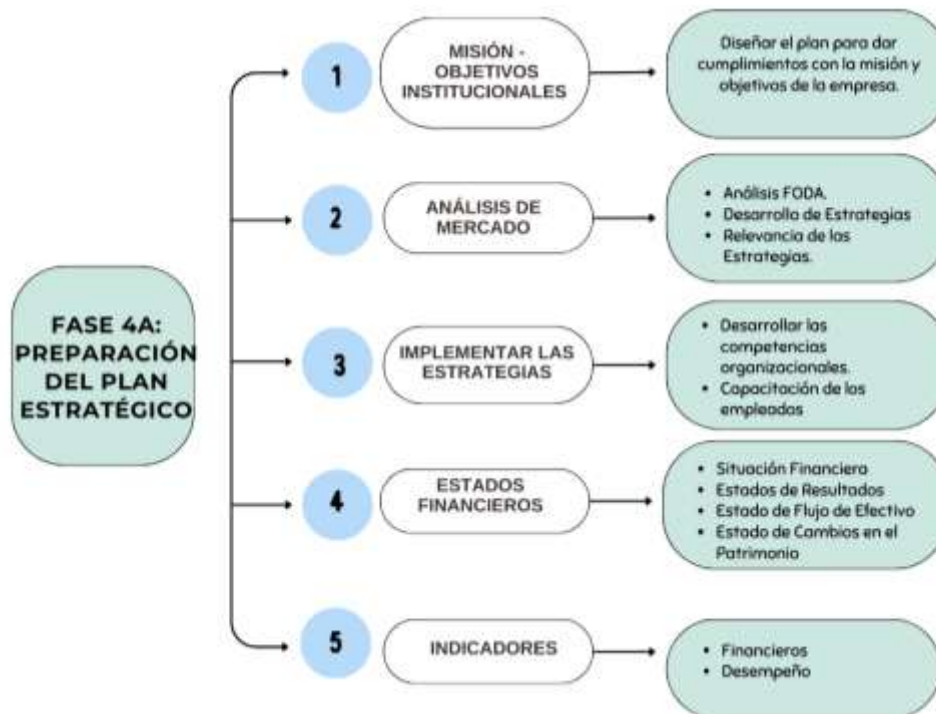 FASE 4A:
PREPARACIÓN
DEL PLAN
ESTRATÉGICO
1
MISIÓN -
OBJETIVOS
INSTITUCIONALES
Diseñar el plan para dar
cumplimientos con la misión y
objetivos de la empresa.
2
ANÁLISIS DE
MERCADO
• Análisis FODA.
• Desarrollo de Estrategias
• Relevancia de las
Estrategias.
3
IMPLEMENTAR LAS
ESTRATEGIAS
• Desarrollar las
competencias
organizacionales.
• Capacitación de los
empleados
4
ESTADOS
FINANCIEROS
• Situación Financiera
• Estados de Resultados
• Estado de Flujo de Efectivo
• Estado de Cambios en el
Patrimonio
5
INDICADORES
• Financieros
• Desempeño